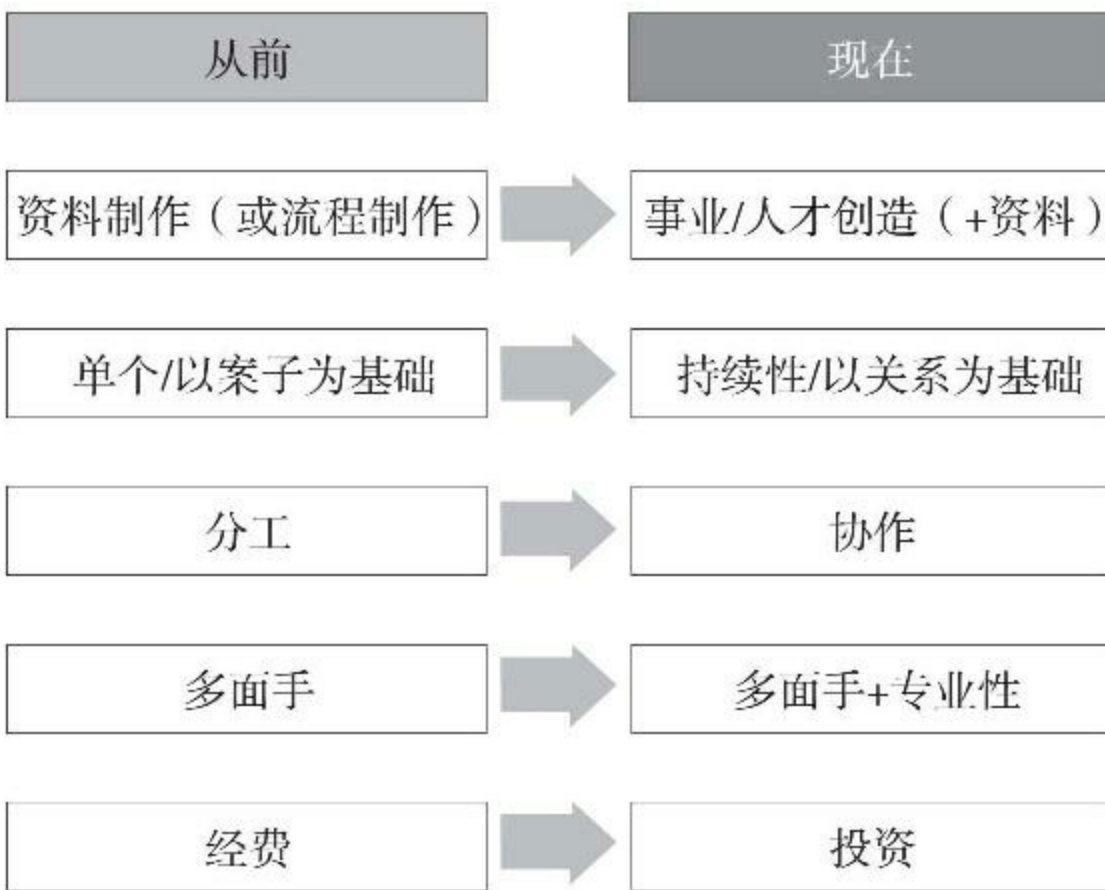 从前
现在
资料制作（或流程制作）
事业/人才创造（+资料）
单个/以案子为基础
持续性/以关系为基础
分工
协作
多面手
多面手+专业性
经费
投资